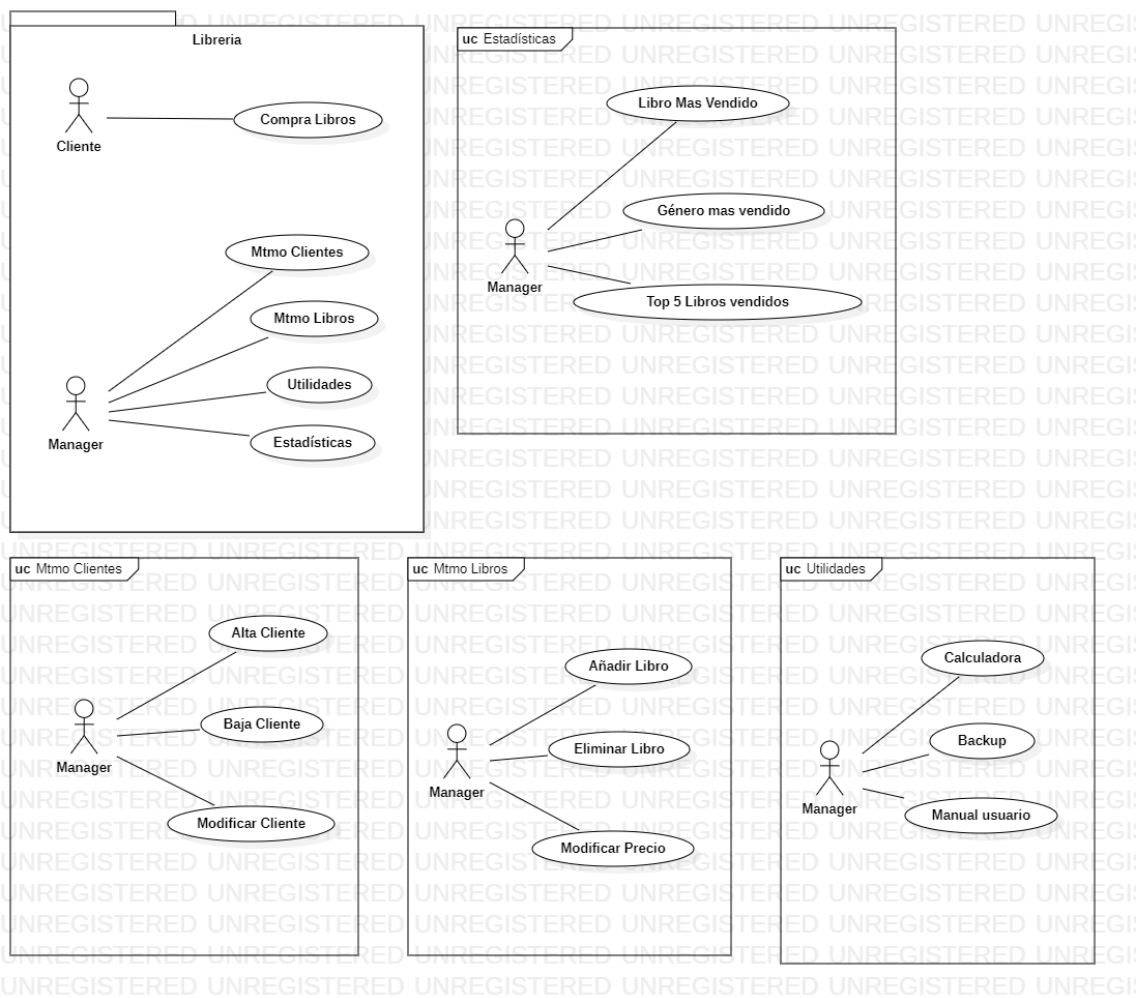 Libreria
Cliente
Compra Libros
Mtmo Clientes
Mtmo Libros
Utilidades
Estadísticas
Manager
uc Estadísticas
Libro Mas Vendido
Género mas vendido
Top 5 Libros vendidos
Manager
uc Mtmo Clientes
Alta Cliente
Baja Cliente
Modificar Cliente
Manager
uc Mtmo Libros
Añadir Libro
Eliminar Libro
Modificar Precio
Manager
uc Utilidades
Calculadora
Backup
Manual usuario
Manager
UNREGISTERED